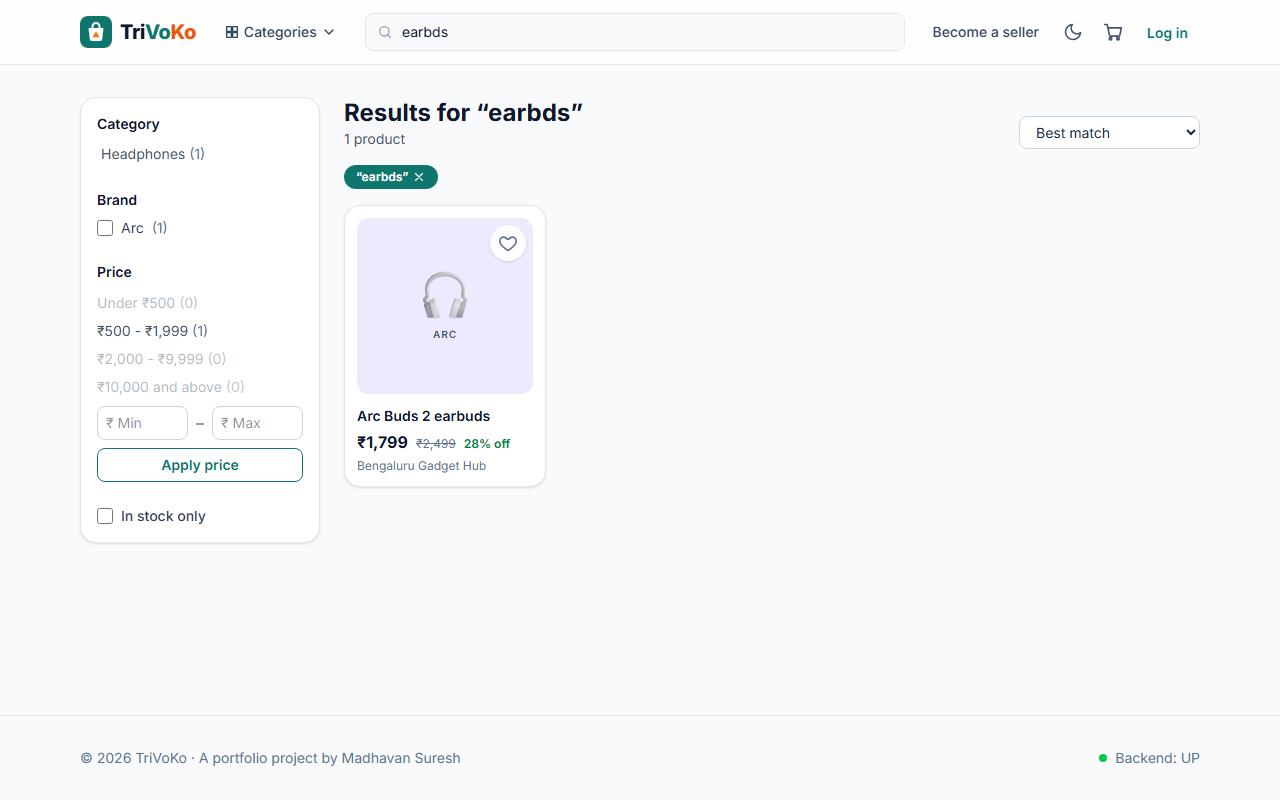 TriVoKo
Categories
earbds
Become a seller
Log in
Category
Headphones (1)
Brand
Arc (1)
Price
Under ₹500 (0)
₹500 - ₹1,999 (1)
₹2,000 - ₹9,999 (0)
₹10,000 and above (0)
₹ Min – ₹ Max
Apply price
In stock only
Results for “earbds”
1 product
Best match
“earbds”
ARC
Arc Buds 2 earbuds
₹1,799 ₹2,499 28% off
Bengaluru Gadget Hub
© 2026 TriVoKo · A portfolio project by Madhavan Suresh
Backend: UP